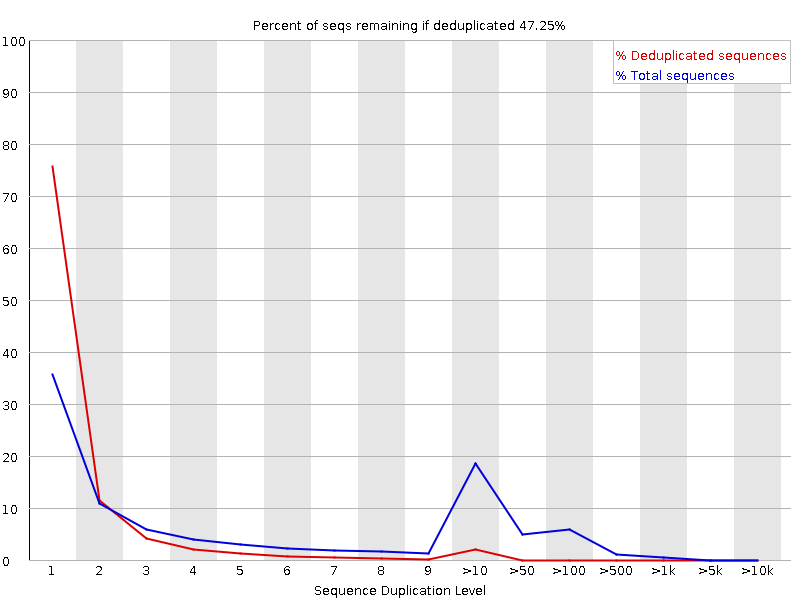 Percent of seqs remaining if deduplicated 47.25%
% Deduplicated sequences
% Total sequences
100
90
80
70
60
50
40
30
20
10
0
1 2 3 4 5 6 7 8 9 >10 >50 >100 >500 >1k >5k >10k
Sequence Duplication Level